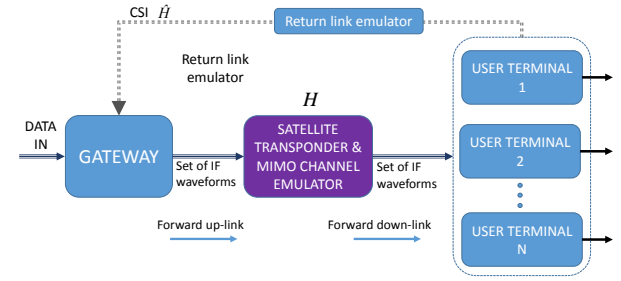 CSI Ĥ
Return link emulator
Return link
emulator
H
USER TERMINAL
1
DATA
IN
GATEWAY
Set of IF
waveforms
SATELLITE
TRANSPONDER &
MIMO CHANNEL
EMULATOR
Set of IF
waveforms
USER TERMINAL
2
Forward up-link
Forward down-link
USER TERMINAL
N